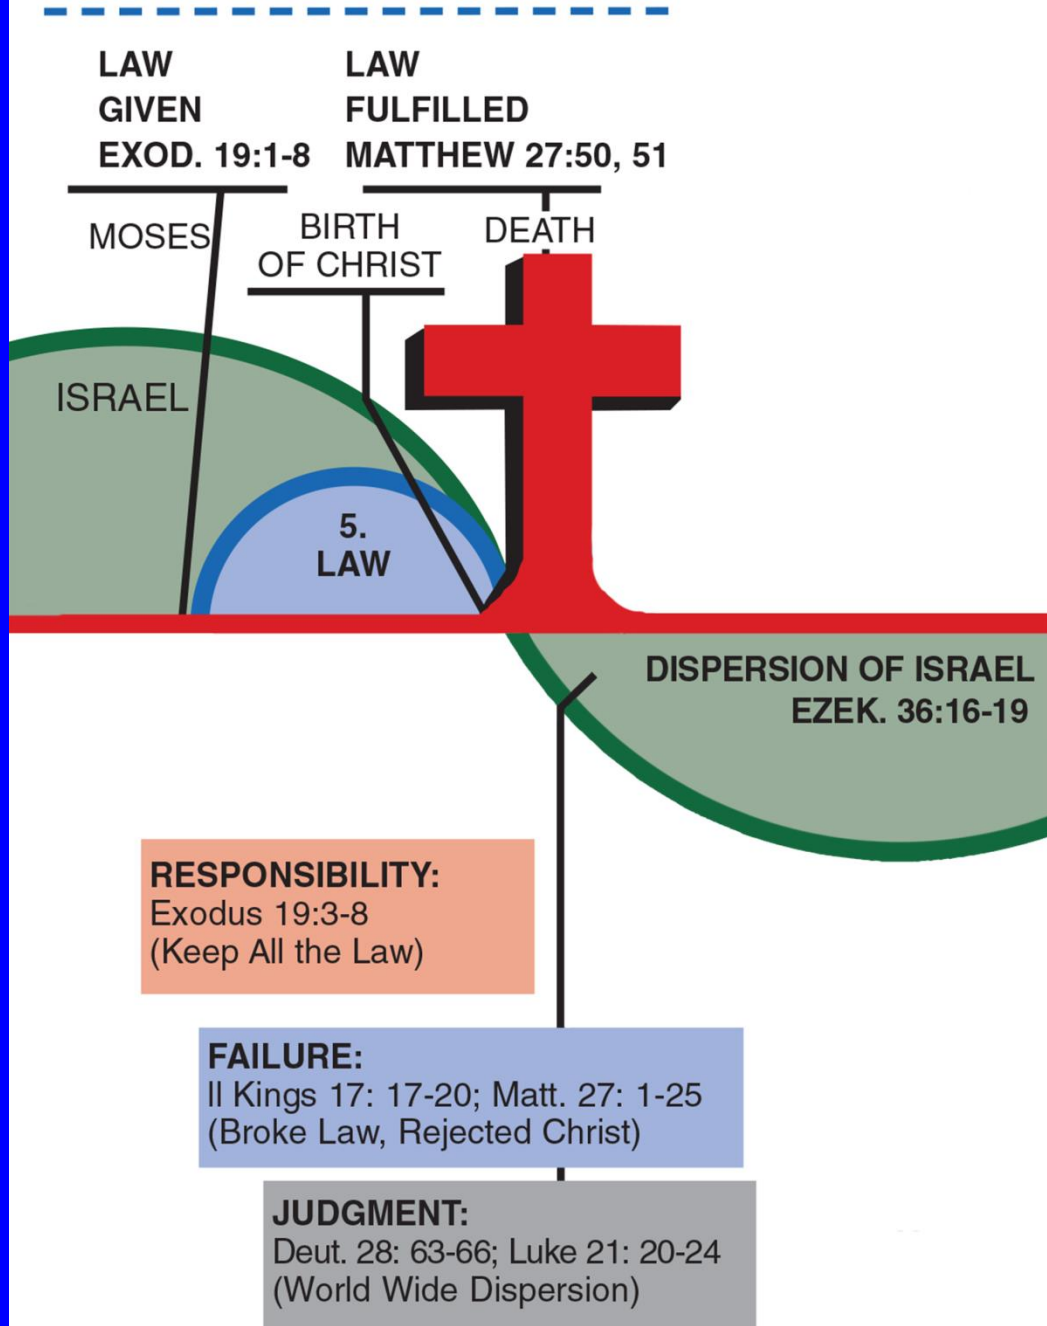 LAW
GIVEN
EXOD. 19:1-8
LAW
FULFILLED
MATTHEW 27:50, 51
MOSES
BIRTH
OF CHRIST
DEATH
ISRAEL
5.
LAW
DISPERSION OF ISRAEL
EZEK. 36:16-19
RESPONSIBILITY:
Exodus 19:3-8
(Keep All the Law)
FAILURE:
II Kings 17: 17-20; Matt. 27: 1-25
(Broke Law, Rejected Christ)
JUDGMENT:
Deut. 28: 63-66; Luke 21: 20-24
(World Wide Dispersion)